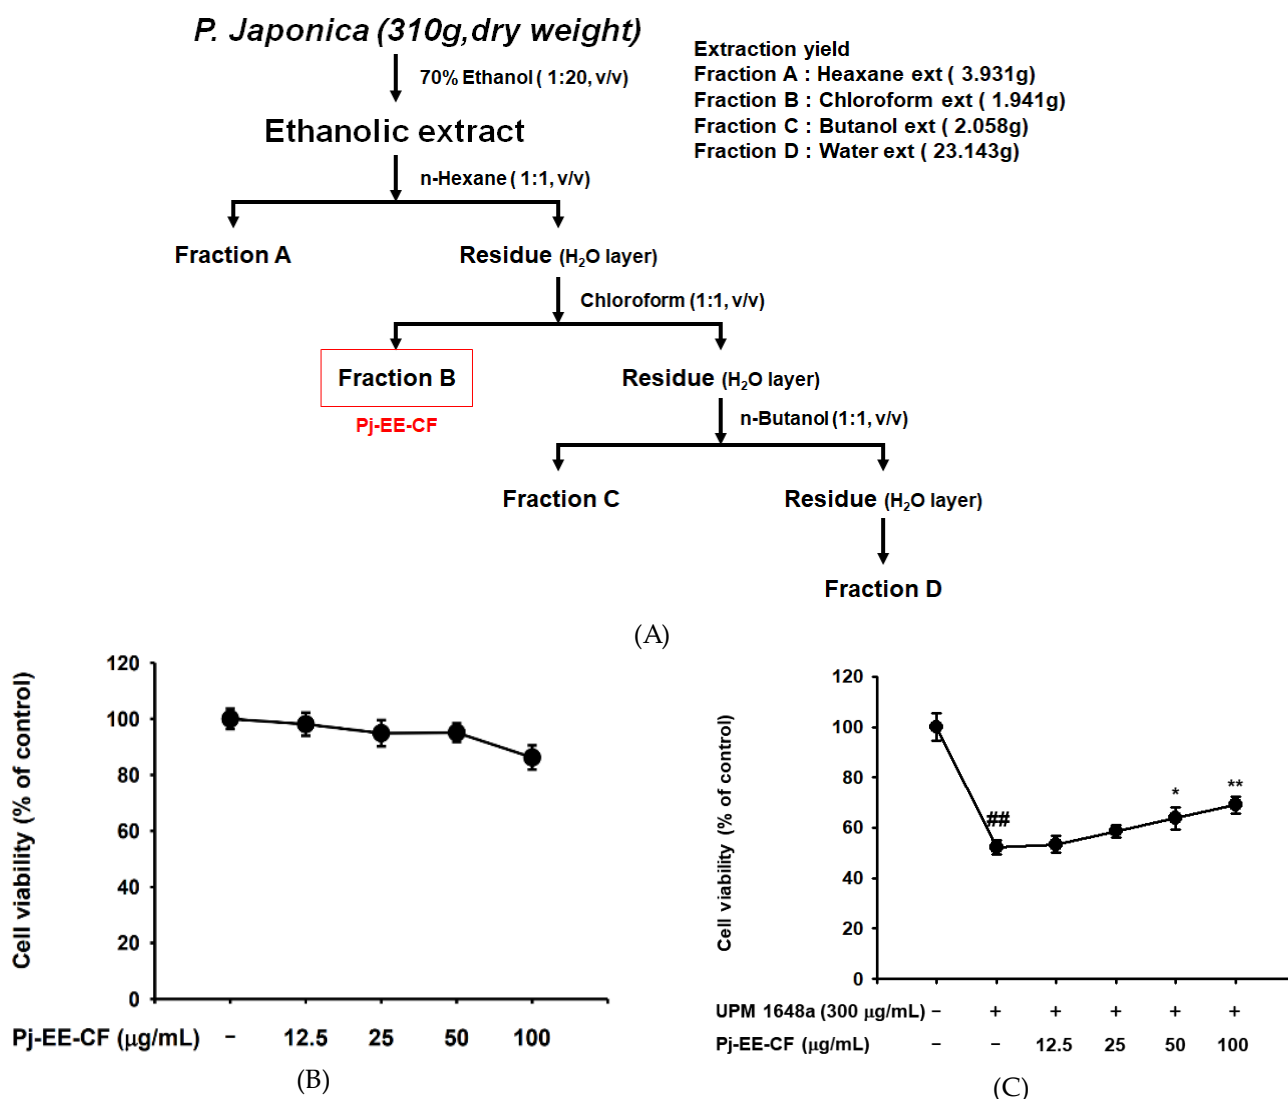 P. Japonica (310g,dry weight)
70% Ethanol ( 1:20, v/v)
Ethanolic extract
n-Hexane ( 1:1, v/v)
Extraction yield
Fraction A : Heaxane ext ( 3.931g)
Fraction B : Chloroform ext ( 1.941g)
Fraction C : Butanol ext ( 2.058g)
Fraction D : Water ext ( 23.143g)
Fraction A
Residue (H₂O layer)
Chloroform (1:1, v/v)
Fraction B
Pj-EE-CF
Residue (H₂O layer)
n-Butanol (1:1, v/v)
Fraction C
Residue (H₂O layer)
Fraction D
(A)
Cell viability (% of control)
120
100
80
60
40
20
0
Pj-EE-CF (μg/mL) − 12.5 25 50 100
(B)
Cell viability (% of control)
120
100
80
60
40
20
0
##
*
**
UPM 1648a (300 μg/mL) − + + + + +
Pj-EE-CF (μg/mL) − − 12.5 25 50 100
(C)